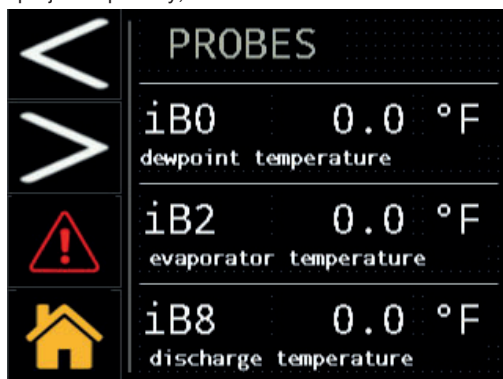 PROBES
iB0 0.0 °F
dewpoint temperature
iB2 0.0 °F
evaporator temperature
iB8 0.0 °F
discharge temperature